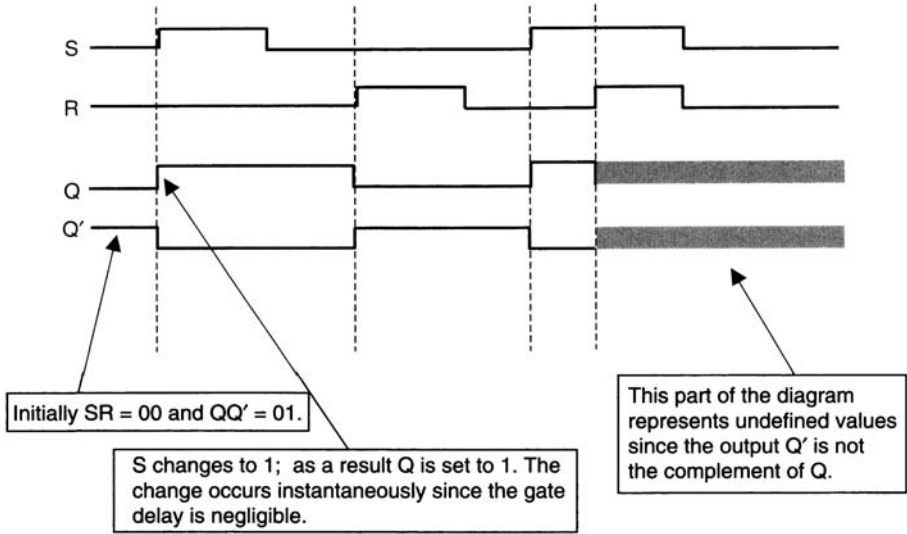 S
R
Q
Q′
Initially SR = 00 and QQ′ = 01.
S changes to 1; as a result Q is set to 1. The
change occurs instantaneously since the gate
delay is negligible.
This part of the diagram
represents undefined values
since the output Q′ is not
the complement of Q.